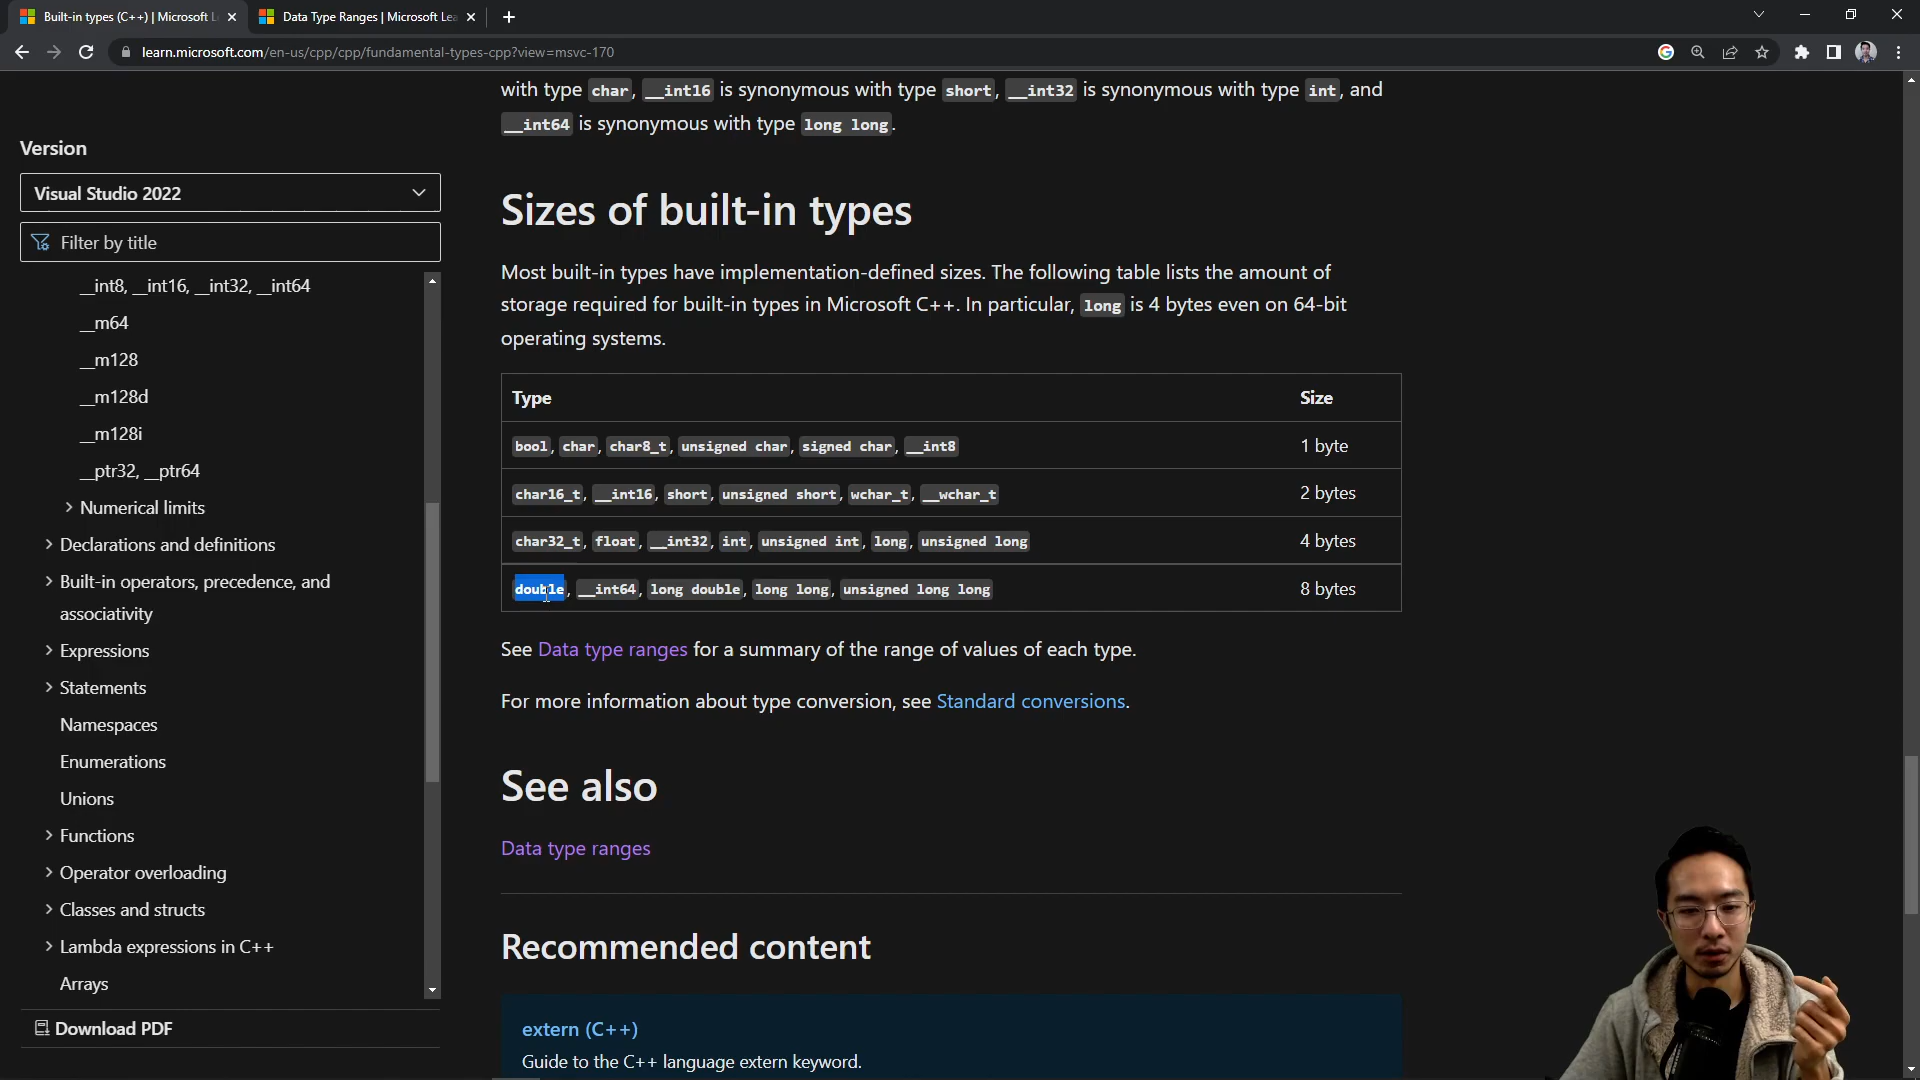 Built-in types (C++) | Microsoft L
Data Type Ranges | Microsoft Lea
learn.microsoft.com/en-us/cpp/cpp/fundamental-types-cpp?view=msvc-170
Version
Visual Studio 2022
Filter by title
__int8, __int16, __int32, __int64
__m64
__m128
__m128d
__m128i
__ptr32, __ptr64
Numerical limits
Declarations and definitions
Built-in operators, precedence, and
associativity
Expressions
Statements
Namespaces
Enumerations
Unions
Functions
Operator overloading
Classes and structs
Lambda expressions in C++
Arrays
Download PDF
with type char, __int16 is synonymous with type short, __int32 is synonymous with type int, and
__int64 is synonymous with type long long.
Sizes of built-in types
Most built-in types have implementation-defined sizes. The following table lists the amount of
storage required for built-in types in Microsoft C++. In particular, long is 4 bytes even on 64-bit
operating systems.
Type Size
bool, char, char8_t, unsigned char, signed char, __int8 1 byte
char16_t, __int16, short, unsigned short, wchar_t, __wchar_t 2 bytes
char32_t, float, __int32, int, unsigned int, long, unsigned long 4 bytes
double, __int64, long double, long long, unsigned long long 8 bytes
See Data type ranges for a summary of the range of values of each type.
For more information about type conversion, see Standard conversions.
See also
Data type ranges
Recommended content
extern (C++)
Guide to the C++ language extern keyword.